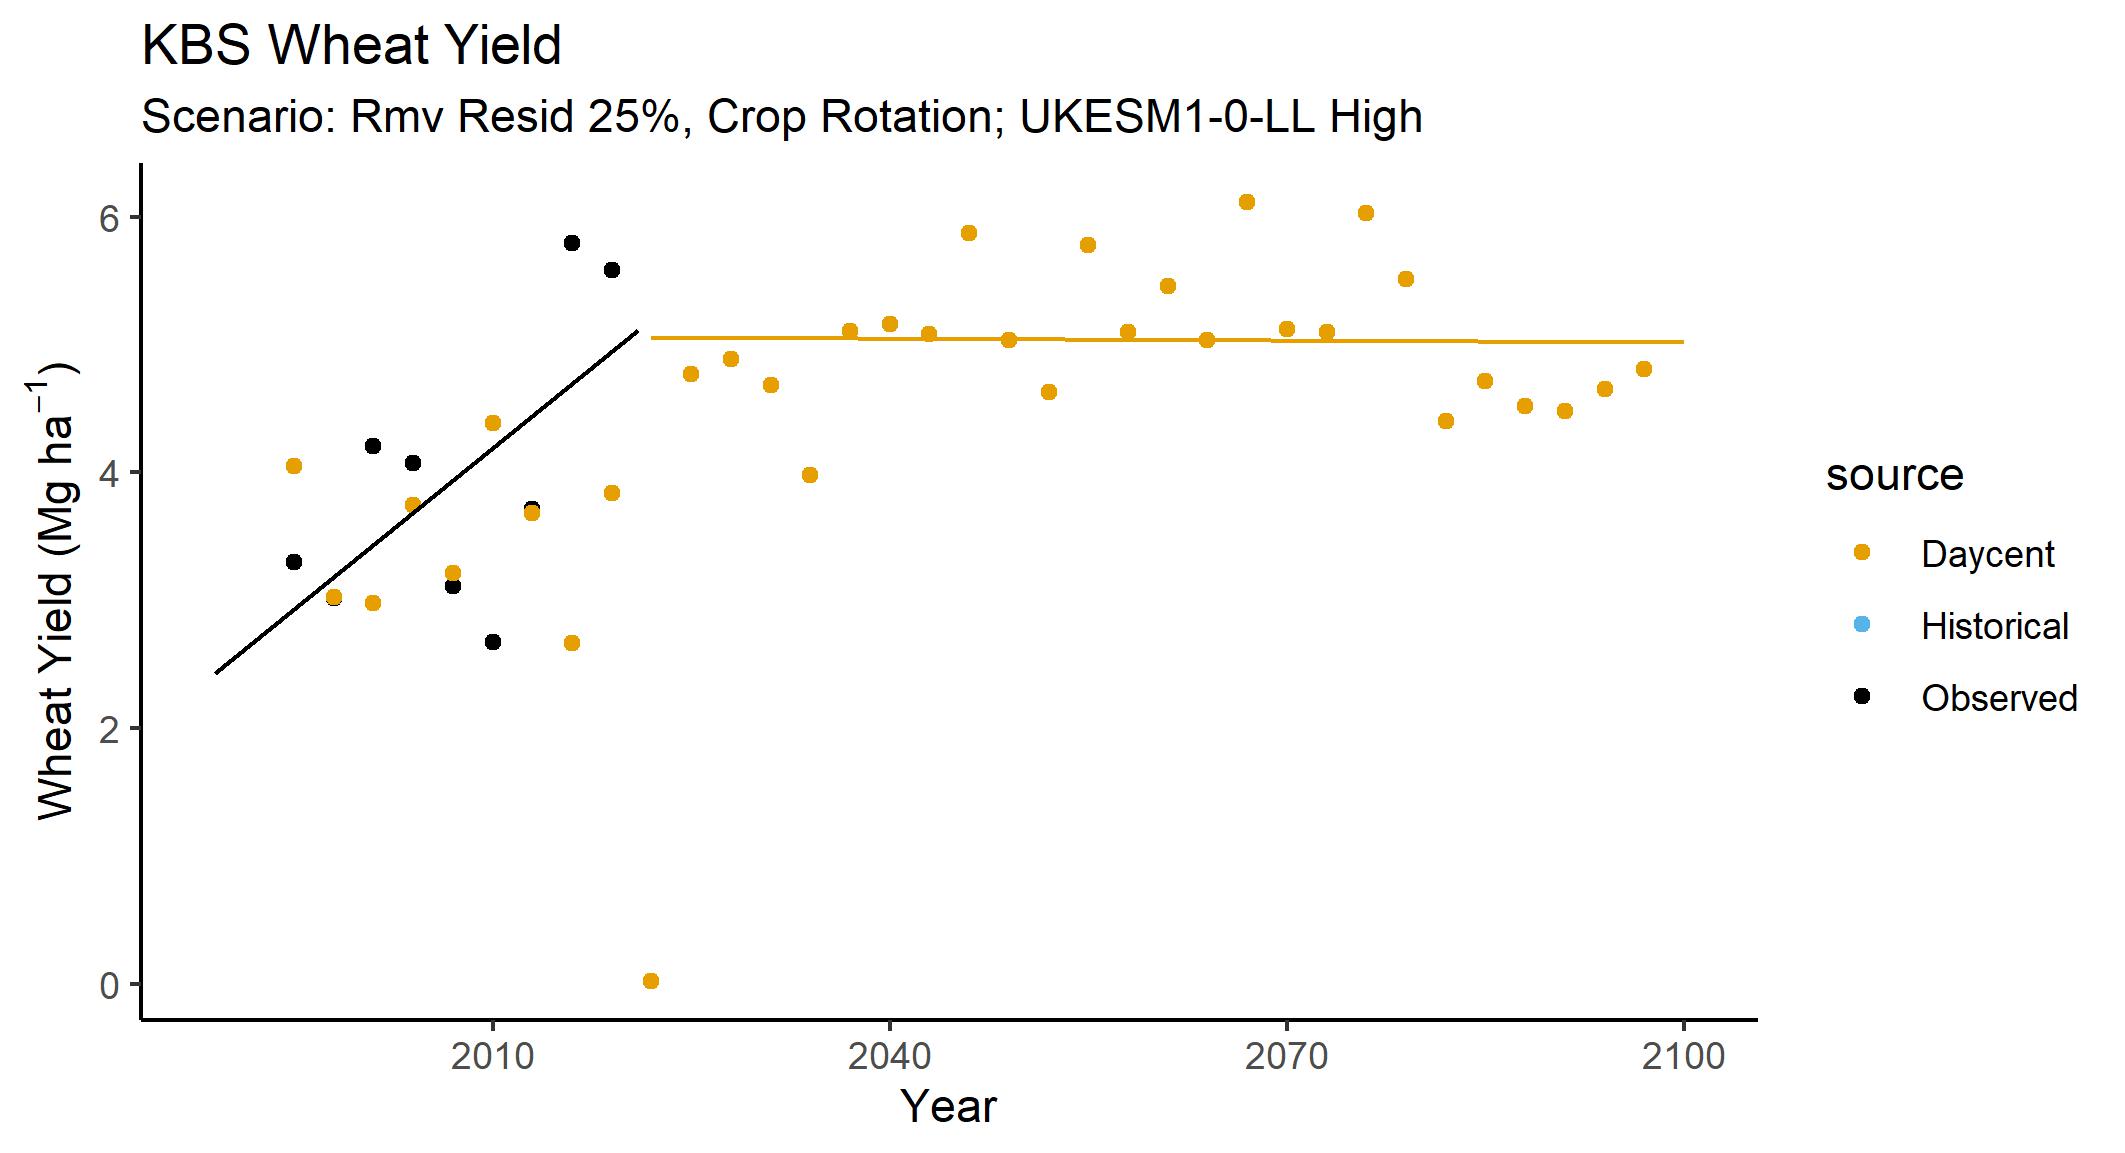 KBS Wheat Yield
Scenario: Rmv Resid 25%, Crop Rotation; UKESM1-0-LL High
Wheat Yield (Mg ha⁻¹)
6
4
2
0
2010
2040
2070
2100
Year
source
Daycent
Historical
Observed